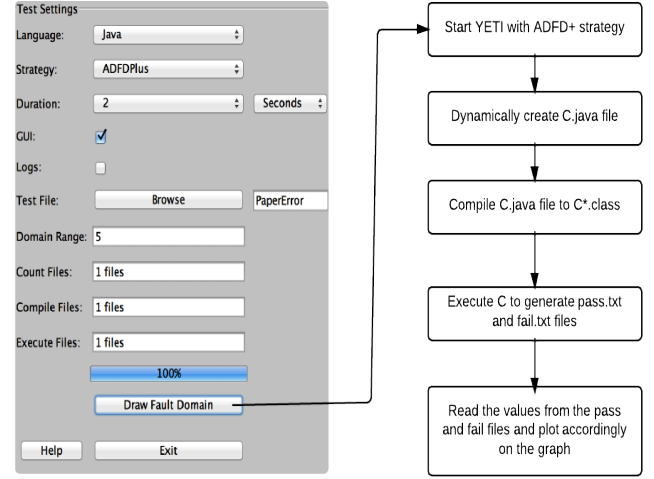 Test Settings
Language: Java
Strategy: ADFDPlus
Duration: 2 Seconds
GUI:
Logs:
Test File: Browse PaperError
Domain Range: 5
Count Files: 1 files
Compile Files: 1 files
Execute Files: 1 files
100%
Draw Fault Domain
Help Exit
Start YETI with ADFD+ strategy
Dynamically create C.java file
Compile C.java file to C*.class
Execute C to generate pass.txt
and fail.txt files
Read the values from the pass
and fail files and plot accordingly
on the graph